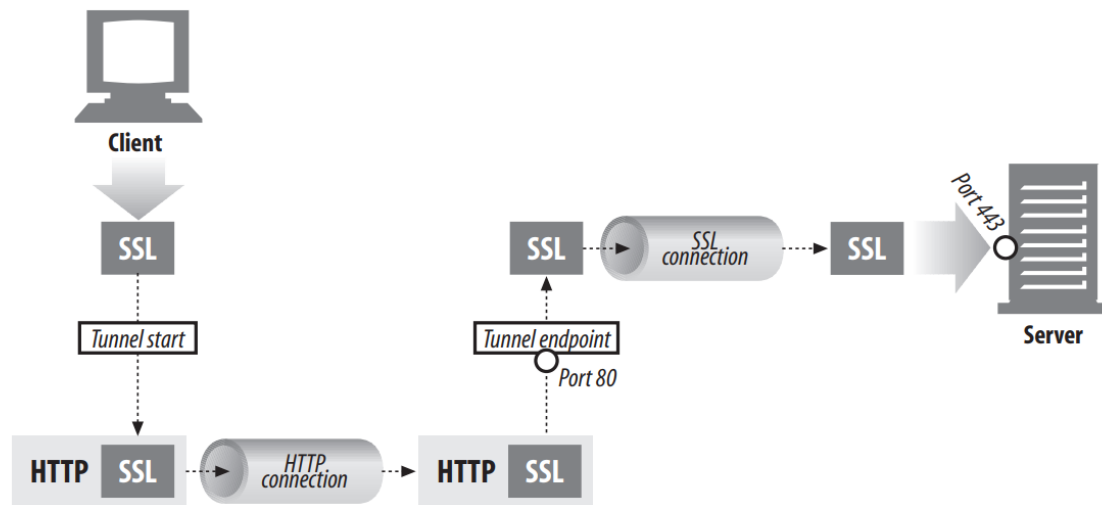 Client
SSL
Tunnel start
HTTP SSL
HTTP
connection
HTTP SSL
Port 80
Tunnel endpoint
SSL
SSL
connection
SSL
Port 443
Server